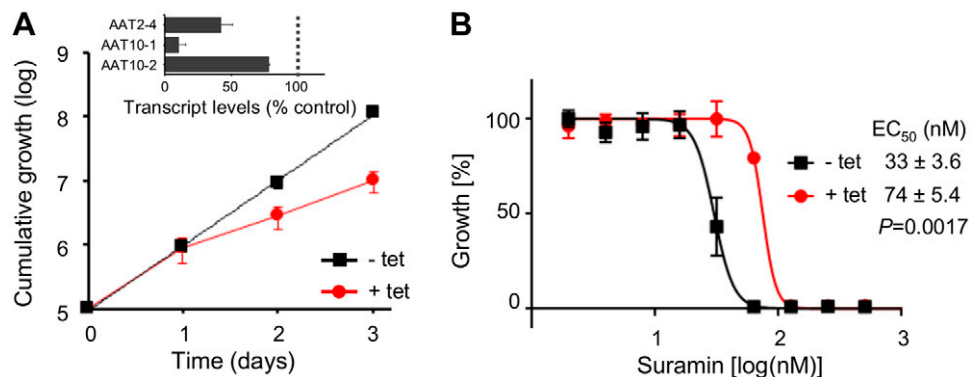 A
AAT2-4
AAT10-1
AAT10-2
0
50
100
Transcript levels (% control)
Cumulative growth (log)
9
8
7
6
5
0
1
2
3
Time (days)
- tet
+ tet
B
Growth [%]
100
50
0
1
2
3
Suramin [log(nM)]
EC50 (nM)
- tet 33 ± 3.6
+ tet 74 ± 5.4
P=0.0017